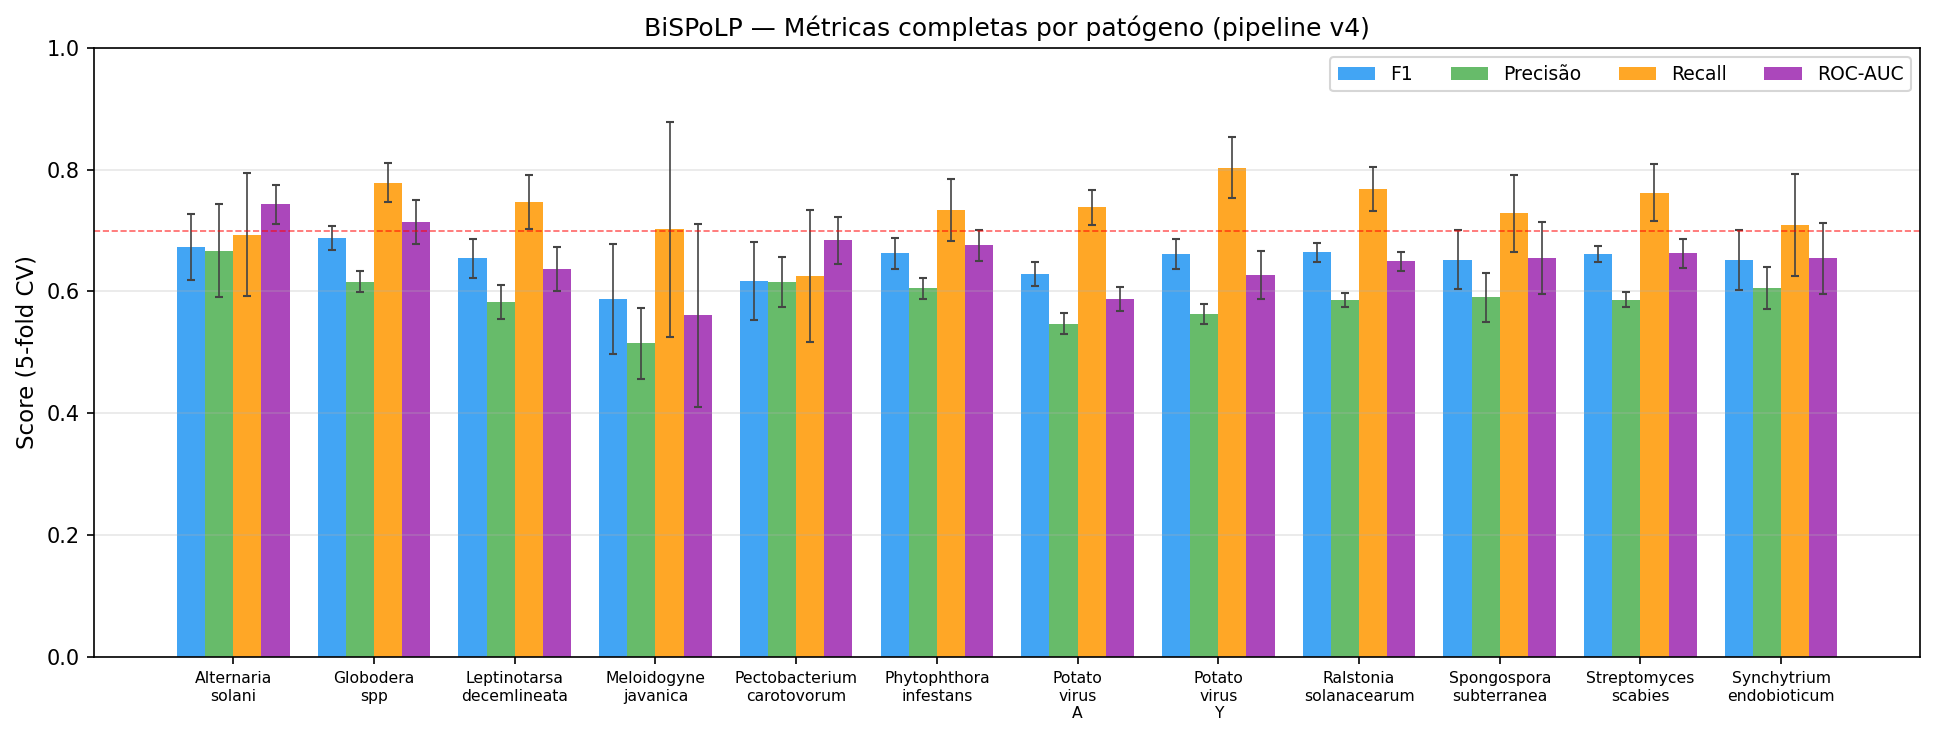 BiSPoLP — Métricas completas por patógeno (pipeline v4)
F1 Precisão Recall ROC-AUC
Score (5-fold CV)
1.0
0.8
0.6
0.4
0.2
0.0
Alternaria
solani
Globodera
spp
Leptinotarsa
decemlineata
Meloidogyne
javanica
Pectobacterium
carotovorum
Phytophthora
infestans
Potato
virus
A
Potato
virus
Y
Ralstonia
solanacearum
Spongospora
subterranea
Streptomyces
scabies
Synchytrium
endobioticum